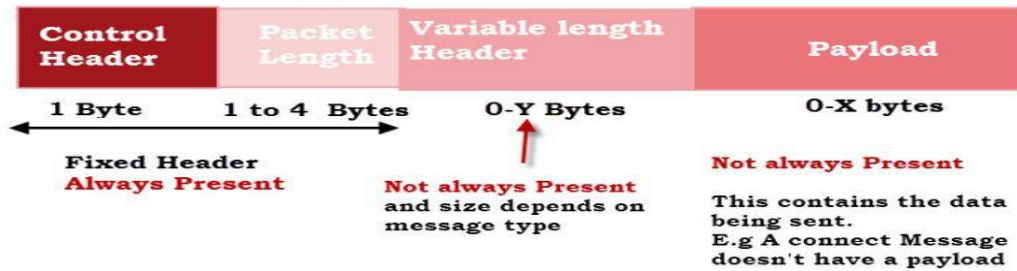 Control
Header
Packet
Length
Variable length
Header
Payload
1 Byte
1 to 4 Bytes
0-Y Bytes
0-X bytes
Fixed Header
Always Present
Not always Present
and size depends on
message type
Not always Present
This contains the data
being sent.
E.g A connect Message
doesn't have a payload